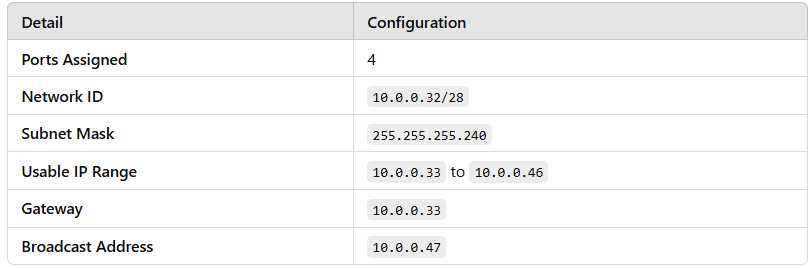 Detail Configuration
Ports Assigned 4
Network ID 10.0.0.32/28
Subnet Mask 255.255.255.240
Usable IP Range 10.0.0.33 to 10.0.0.46
Gateway 10.0.0.33
Broadcast Address 10.0.0.47